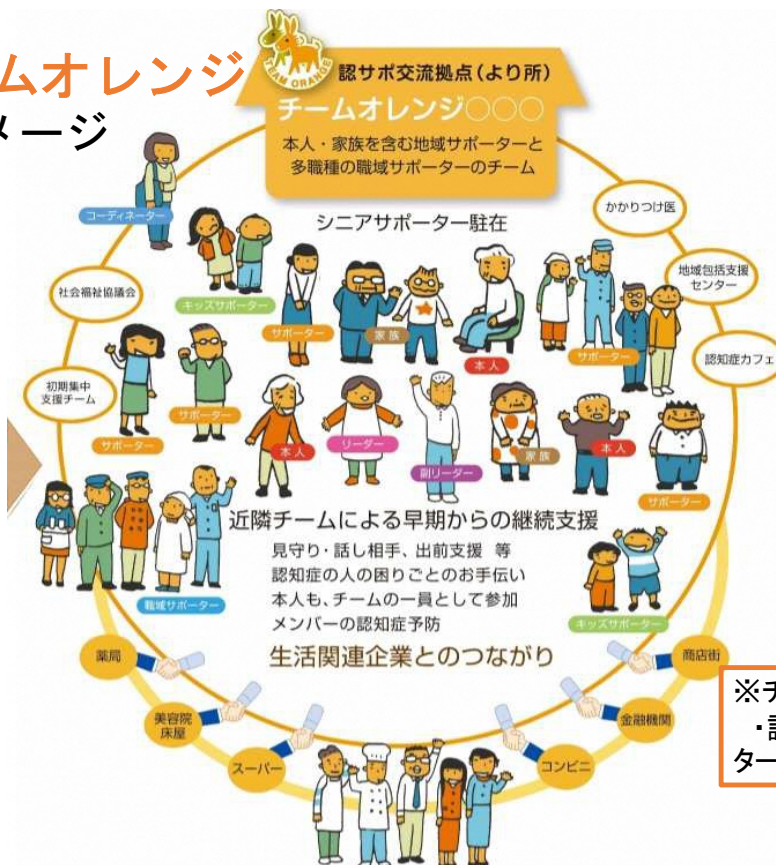 ムオレンジ
メージ
TEAM ORANGE
認サポ交流拠点（より所）
チームオレンジ○○○
本人・家族を含む地域サポーターと
多職種の職域サポーターのチーム
コーディネーター
シニアサポーター駐在
かかりつけ医
地域包括支援
センター
認知症カフェ
社会福祉協議会
初期集中
支援チーム
キッズサポーター
サポーター
家族
本人
サポーター
サポーター
サポーター
本人
リーダー
副リーダー
家族
本人
サポーター
職域サポーター
近隣チームによる早期からの継続支援
見守り・話し相手、出前支援 等
認知症の人の困りごとのお手伝い
本人も、チームの一員として参加
メンバーの認知症予防
キッズサポーター
生活関連企業とのつながり
薬局
美容院
床屋
スーパー
コンビニ
金融機関
商店街
※チ
ター